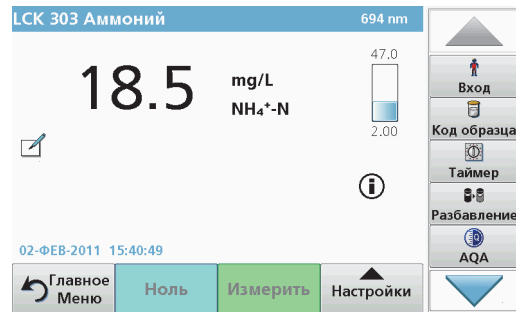 LCK 303 Аммоний 694 nm
47.0
18.5 mg/L
NH₄⁺-N
2.00
02-ФЕВ-2011 15:40:49
Главное
Меню
Ноль
Измерить
Настройки
Вход
Код образца
Таймер
Разбавление
AQA